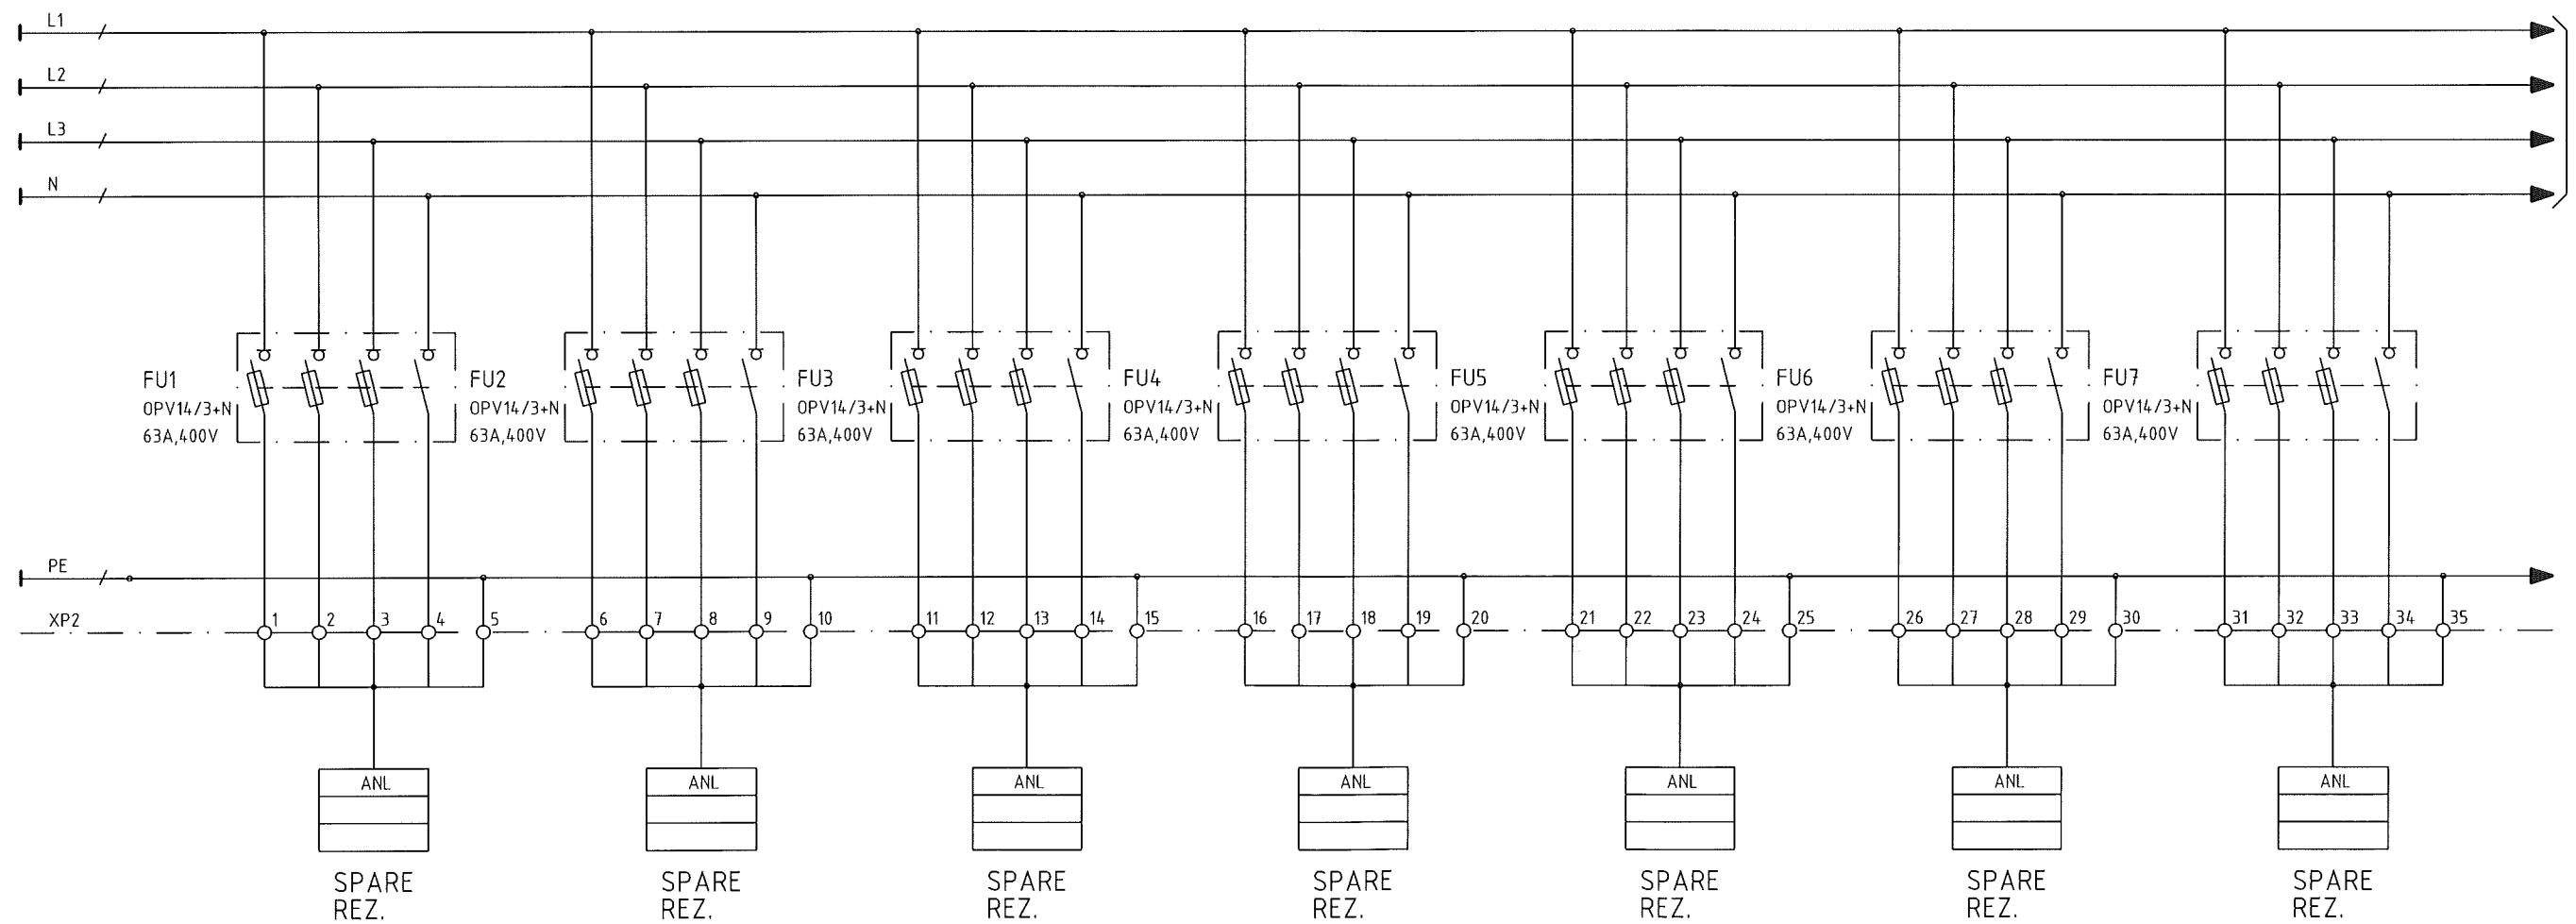 L1
L2
L3
N
FU1
OPV14/3+N
63A,400V
FU2
OPV14/3+N
63A,400V
FU3
OPV14/3+N
63A,400V
FU4
OPV14/3+N
63A,400V
FU5
OPV14/3+N
63A,400V
FU6
OPV14/3+N
63A,400V
FU7
OPV14/3+N
63A,400V
PE
XP2 1 2 3 4 5 6 7 8 9 10 11 12 13 14 15 16 17 18 19 20 21 22 23 24 25 26 27 28 29 30 31 32 33 34 35
ANL ANL ANL ANL ANL ANL ANL
SPARE SPARE SPARE SPARE SPARE SPARE SPARE
REZ. REZ. REZ. REZ. REZ. REZ. REZ.